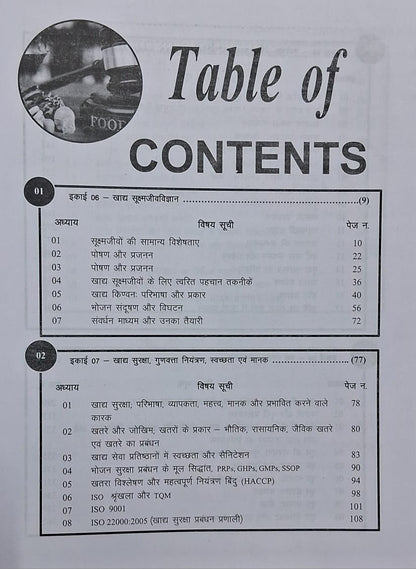 FOOD
Table of
CONTENTS
01
इकाई 06 – खाद्य सूक्ष्मजीवविज्ञान ........................................................(9)
अध्याय विषय सूची पेज न.
01 सूक्ष्मजीवों की सामान्य विशेषताए 10
02 पोषण और प्रजनन 22
03 पोषण और प्रजनन 25
04 खाद्य सूक्ष्मजीवों के लिए त्वरित पहचान तकनीकें 36
05 खाद्य किण्वन: परिभाषा और प्रकार 40
06 भोजन संदूषण और विघटन 56
07 संवर्धन माध्यम और उनका तैयारी 72
02
इकाई 07 – खाद्य सुरक्षा, गुणवत्ता नियंत्रण, स्वच्छता एवं मानक ........................(77)
अध्याय विषय सूची पेज न.
01 खाद्य सुरक्षा; परिभाषा, व्यापकता, महत्त्व, मानक और प्रभावित करने वाले 78
कारक
02 खतरे और जोखिम, खतरों के प्रकार – भौतिक, रासायनिक, जैविक खतरे 80
एवं खतरे का प्रबंधन
03 खाद्य सेवा प्रतिष्ठानों में स्वच्छता और सैनिटेशन 83
04 भोजन सुरक्षा प्रबंधन के मूल सिद्धांत, PRPs, GHPs, GMPs, SSOP 90
05 खतरा विश्लेषण और महत्वपूर्ण नियंत्रण बिंदु (HACCP) 94
06 ISO श्रृंखला और TQM 98
07 ISO 9001 101
08 ISO 22000:2005 (खाद्य सुरक्षा प्रबंधन प्रणाली) 108